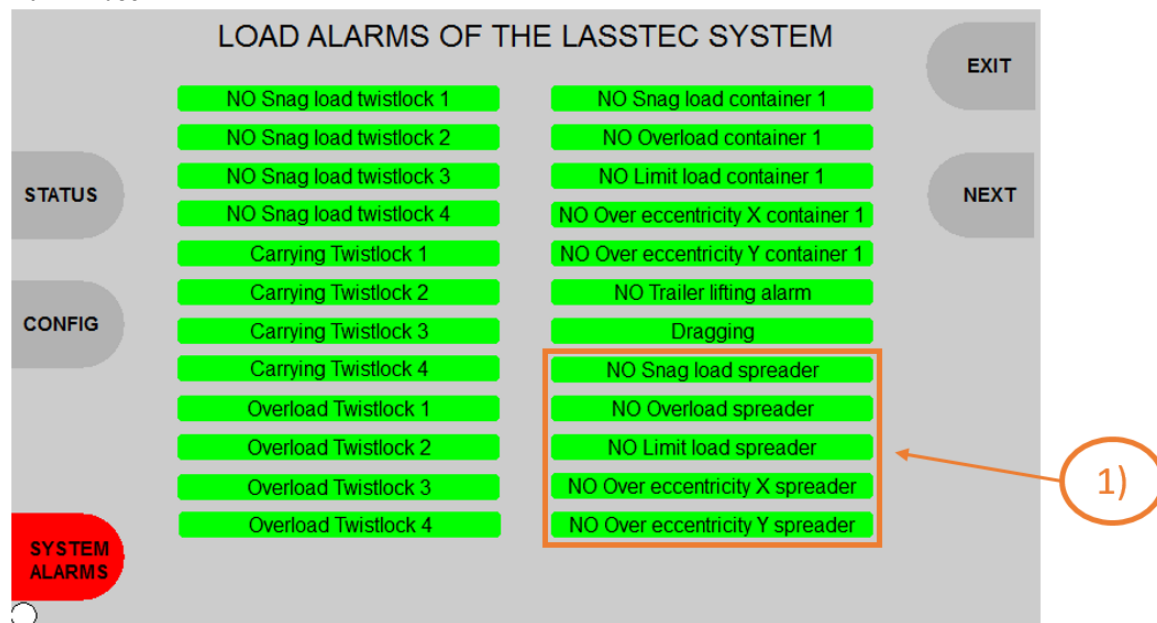 LOAD ALARMS OF THE LASSTEC SYSTEM
EXIT
NO Snag load twistlock 1
NO Snag load container 1
NO Snag load twistlock 2
NO Overload container 1
NO Snag load twistlock 3
NO Limit load container 1
STATUS
NEXT
NO Snag load twistlock 4
NO Over eccentricity X container 1
Carrying Twistlock 1
NO Over eccentricity Y container 1
Carrying Twistlock 2
NO Trailer lifting alarm
CONFIG
Carrying Twistlock 3
Dragging
Carrying Twistlock 4
NO Snag load spreader
Overload Twistlock 1
NO Overload spreader
Overload Twistlock 2
NO Limit load spreader
Overload Twistlock 3
NO Over eccentricity X spreader
1)
Overload Twistlock 4
NO Over eccentricity Y spreader
SYSTEM
ALARMS